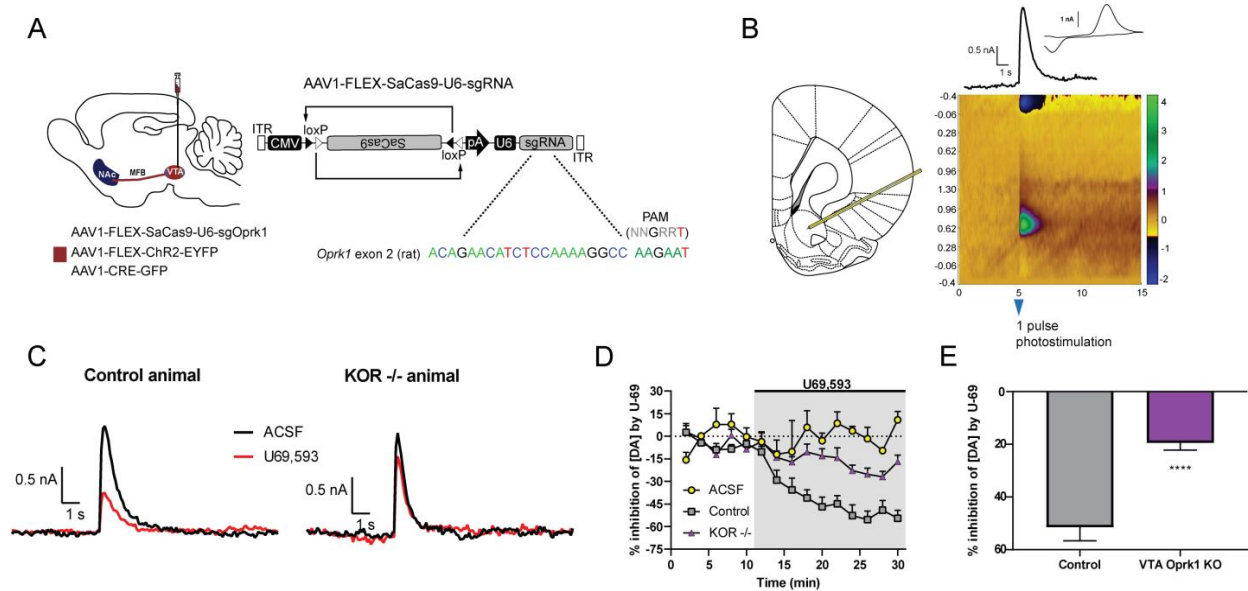 A
AAV1-FLEX-SaCas9-U6-sgRNA
ITR
CMV
loxP
SaCas9
loxP
pA
U6
sgRNA
ITR
NAc
MFB
VTA
PAM
(NNGRRT)
AAV1-FLEX-SaCas9-U6-sgOprk1
AAV1-FLEX-ChR2-EYFP
AAV1-CRE-GFP
Oprk1 exon 2 (rat) ACAGAACATCTCCAAAAGGCC AAGAAT
B
1 nA
0.5 nA
1 s
-0.4
-0.06
0.28
0.62
0.96
1.30
0.96
0.62
0.28
-0.06
-0.4
0 5 10 15
4
3
2
1
0
-1
-2
1 pulse
photostimulation
C
Control animal
KOR -/- animal
ACSF
U69,593
0.5 nA
1 s
0.5 nA
1 s
D
U69,593
% inhibition of [DA] by U-69
30
15
0
-15
-30
-45
-60
-75
ACSF
Control
KOR -/-
0 5 10 15 20 25 30
Time (min)
E
% inhibition of [DA] by U-69
0
20
40
60
****
Control
VTA Oprk1 KO